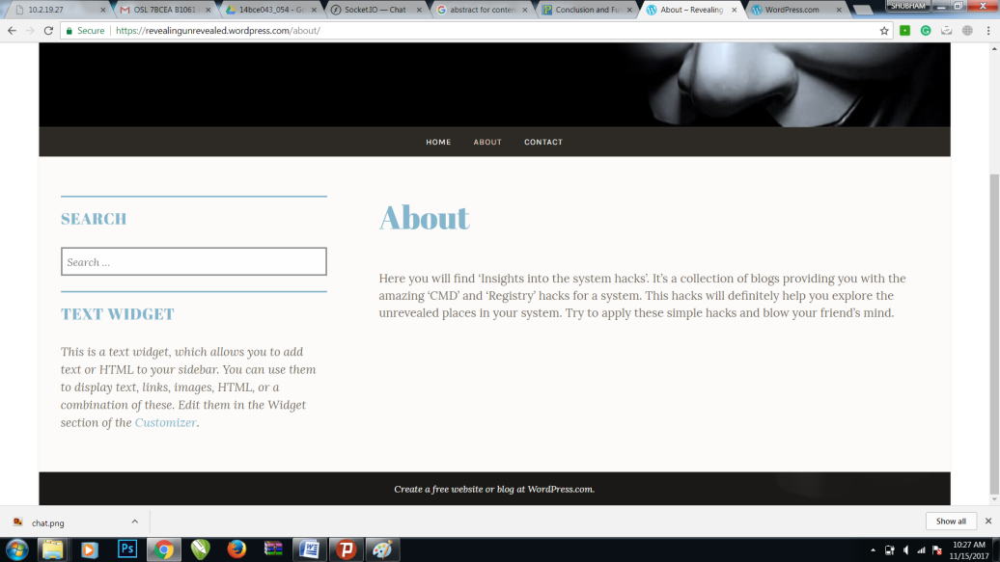 10.2.19.27
OSL 7BCEA B1061
14bce043_054 - G
Socket.IO — Chat
abstract for conten
Conclusion and Fu
About – Revealing
WordPress.com
SHUBHAM
Secure
https://revealingunrevealed.wordpress.com/about/
HOME
ABOUT
CONTACT
SEARCH
Search ...
TEXT WIDGET
This is a text widget, which allows you to add
text or HTML to your sidebar. You can use them
to display text, links, images, HTML, or a
combination of these. Edit them in the Widget
section of the Customizer.
About
Here you will find ‘Insights into the system hacks’. It’s a collection of blogs providing you with the
amazing ‘CMD’ and ‘Registry’ hacks for a system. This hacks will definitely help you explore the
unrevealed places in your system. Try to apply these simple hacks and blow your friend’s mind.
Create a free website or blog at WordPress.com.
chat.png
Show all
Ps
10:27 AM
11/15/2017